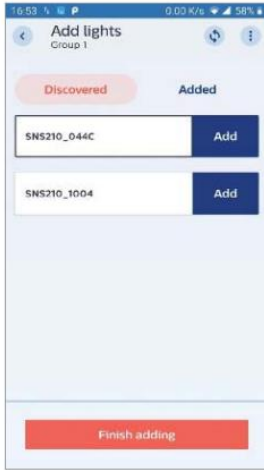 16:53 P 0.00 K/s 58%
Add lights
Group 1
Discovered Added
SNS210_044C Add
SNS210_1004 Add
Finish adding